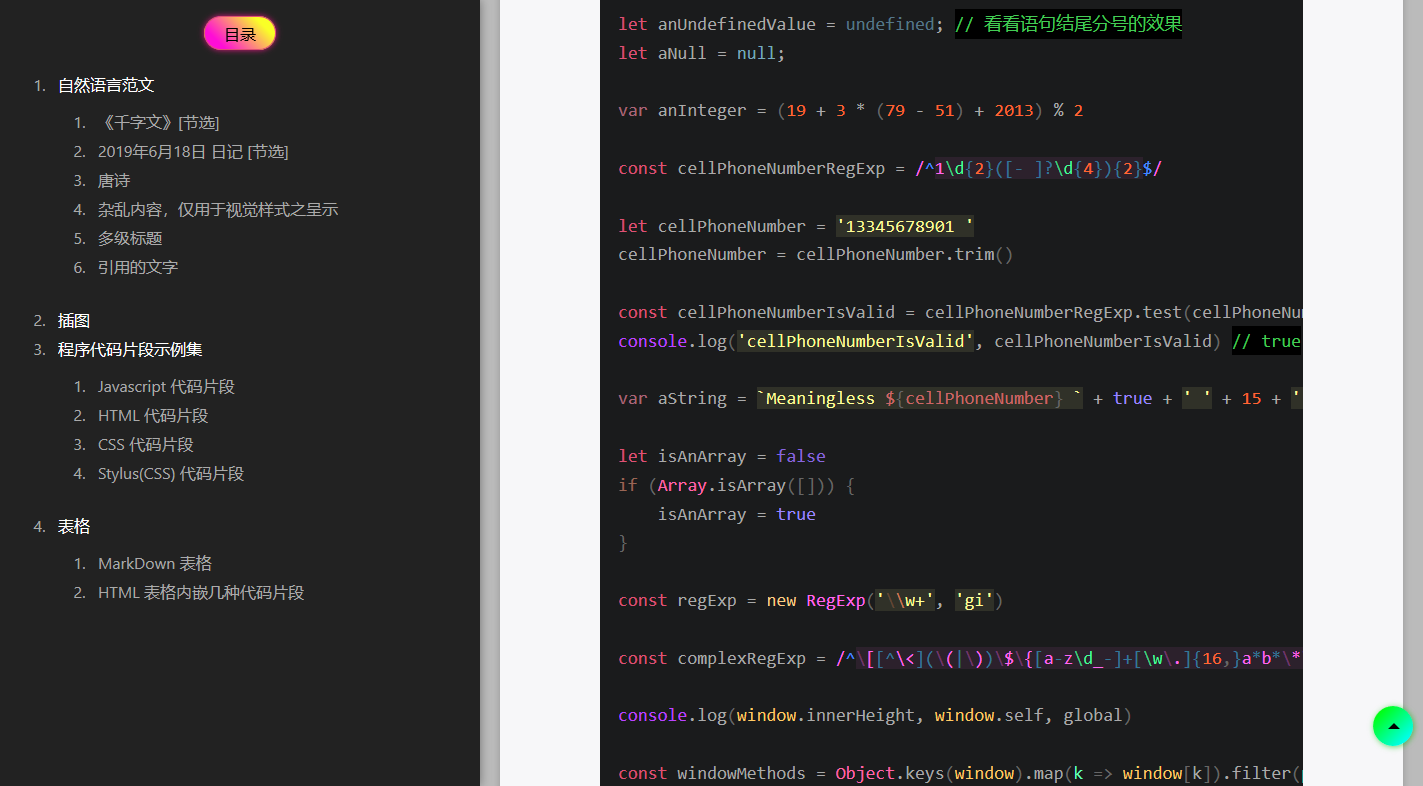 目录
1. 自然语言范文
1. 《千字文》[节选]
2. 2019年6月18日 日记 [节选]
3. 唐诗
4. 杂乱内容，仅用于视觉样式之呈示
5. 多级标题
6. 引用的文字
2. 插图
3. 程序代码片段示例集
1. Javascript 代码片段
2. HTML 代码片段
3. CSS 代码片段
4. Stylus(CSS) 代码片段
4. 表格
1. MarkDown 表格
2. HTML 表格内嵌几种代码片段
let anUndefinedValue = undefined; // 看看语句结尾分号的效果
let aNull = null;
var anInteger = (19 + 3 * (79 - 51) + 2013) % 2
const cellPhoneNumberRegExp = /^1\d{2}([- ]?\d{4}){2}$/
let cellPhoneNumber = '13345678901 '
cellPhoneNumber = cellPhoneNumber.trim()
const cellPhoneNumberIsValid = cellPhoneNumberRegExp.test(cellPhoneNu
console.log('cellPhoneNumberIsValid', cellPhoneNumberIsValid) // true
var aString = `Meaningless ${cellPhoneNumber} ` + true + ' ' + 15 + '
let isAnArray = false
if (Array.isArray([])) {
    isAnArray = true
}
const regExp = new RegExp('\\w+', 'gi')
const complexRegExp = /^\[[^\<](\(|\))\$\{[a-z\d_-]+[\w\.]{16,}a*b*\*
console.log(window.innerHeight, window.self, global)
const windowMethods = Object.keys(window).map(k => window[k]).filter(